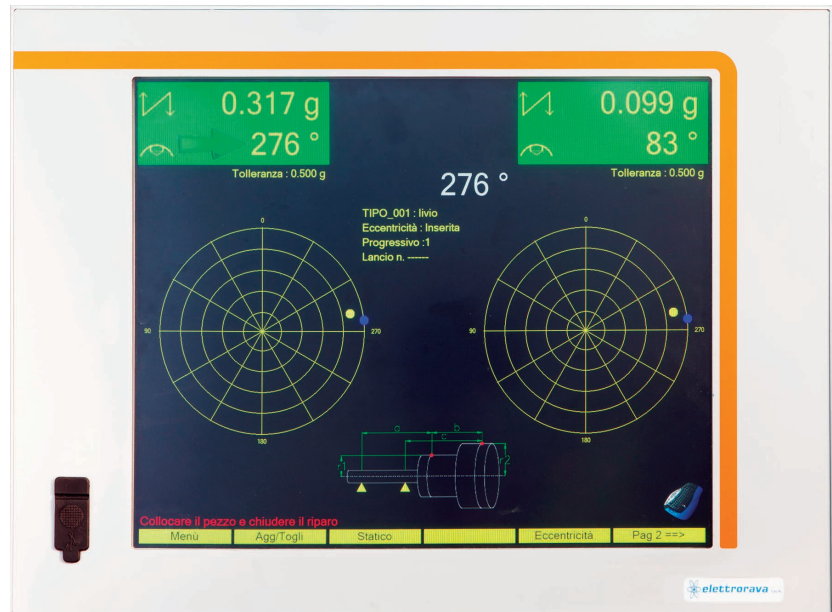 0.317 g
276 °
Tolleranza : 0.500 g
0.099 g
83 °
Tolleranza : 0.500 g
276 °
TIPO_001 : livio
Eccentricità : Inserita
Progressivo :1
Lancio n. ------
0
90
270
180
0
90
270
180
a
b
c
r1
r2
Collocare il pezzo e chiudere il riparo
Menù
Agg/Togli
Statico
Eccentricità
Pag 2 ==>
elettrorava